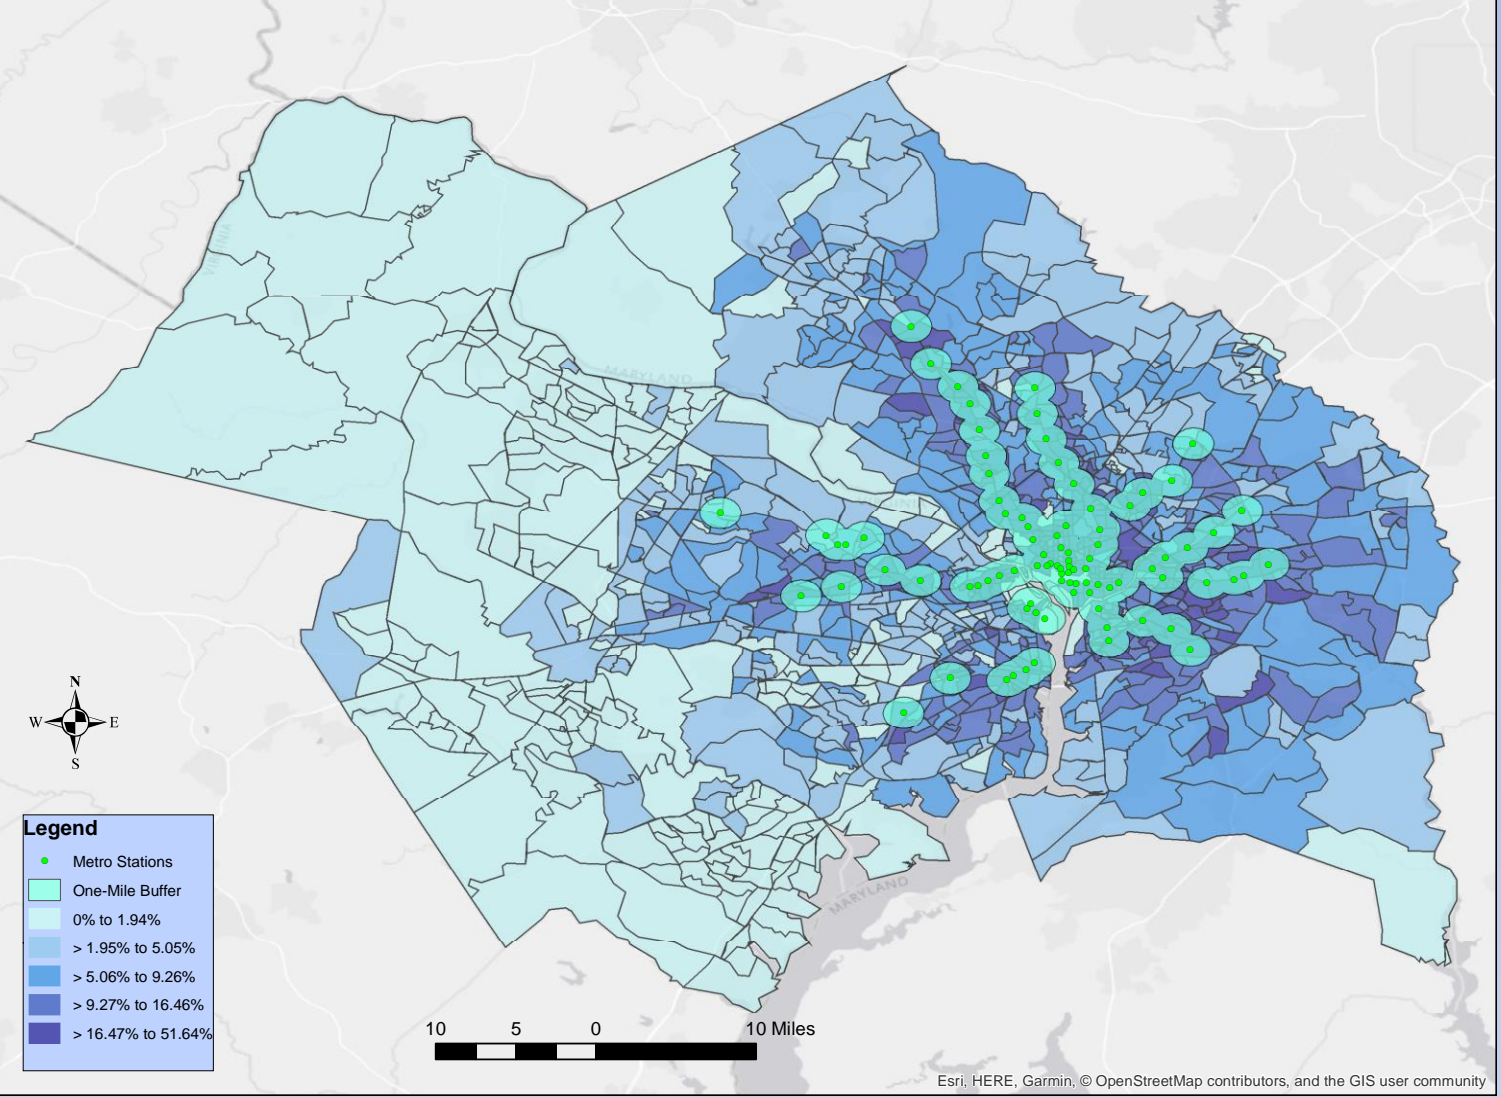 VIRGINIA
MARYLAND
N
W
E
S
MARYLAND
Legend
Metro Stations
One-Mile Buffer
0% to 1.94%
> 1.95% to 5.05%
> 5.06% to 9.26%
> 9.27% to 16.46%
> 16.47% to 51.64%
10 5 0 10 Miles
Esri, HERE, Garmin, © OpenStreetMap contributors, and the GIS user community